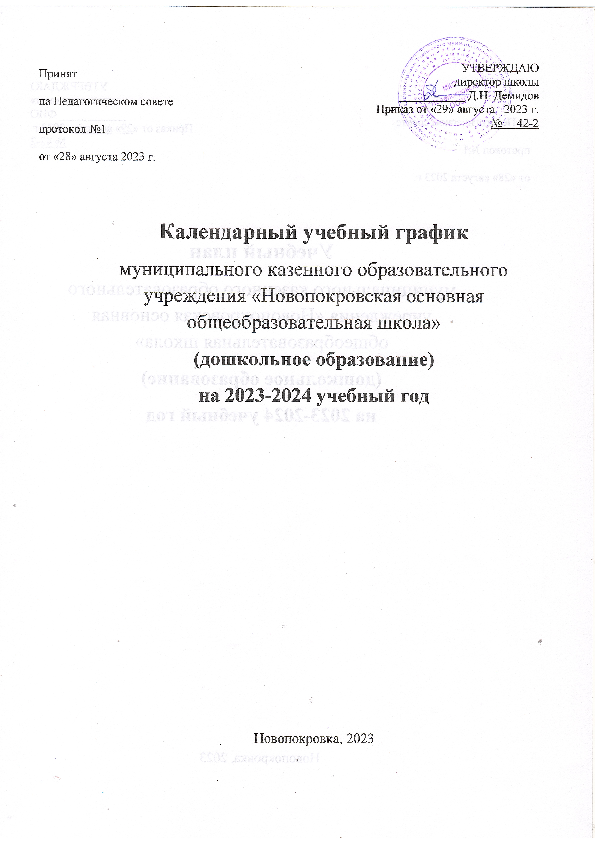 Принят
на Педагогическом совете
протокол №1
от «28» августа 2023 г.
УТВЕРЖДАЮ
директор школы
Д.Н. Демидов
Приказ от «29» августа 2023 г.
№ 42-2
Календарный учебный график
муниципального казенного образовательного
учреждения «Новопокровская основная
общеобразовательная школа»
(дошкольное образование)
на 2023-2024 учебный год
Новопокровка, 2023